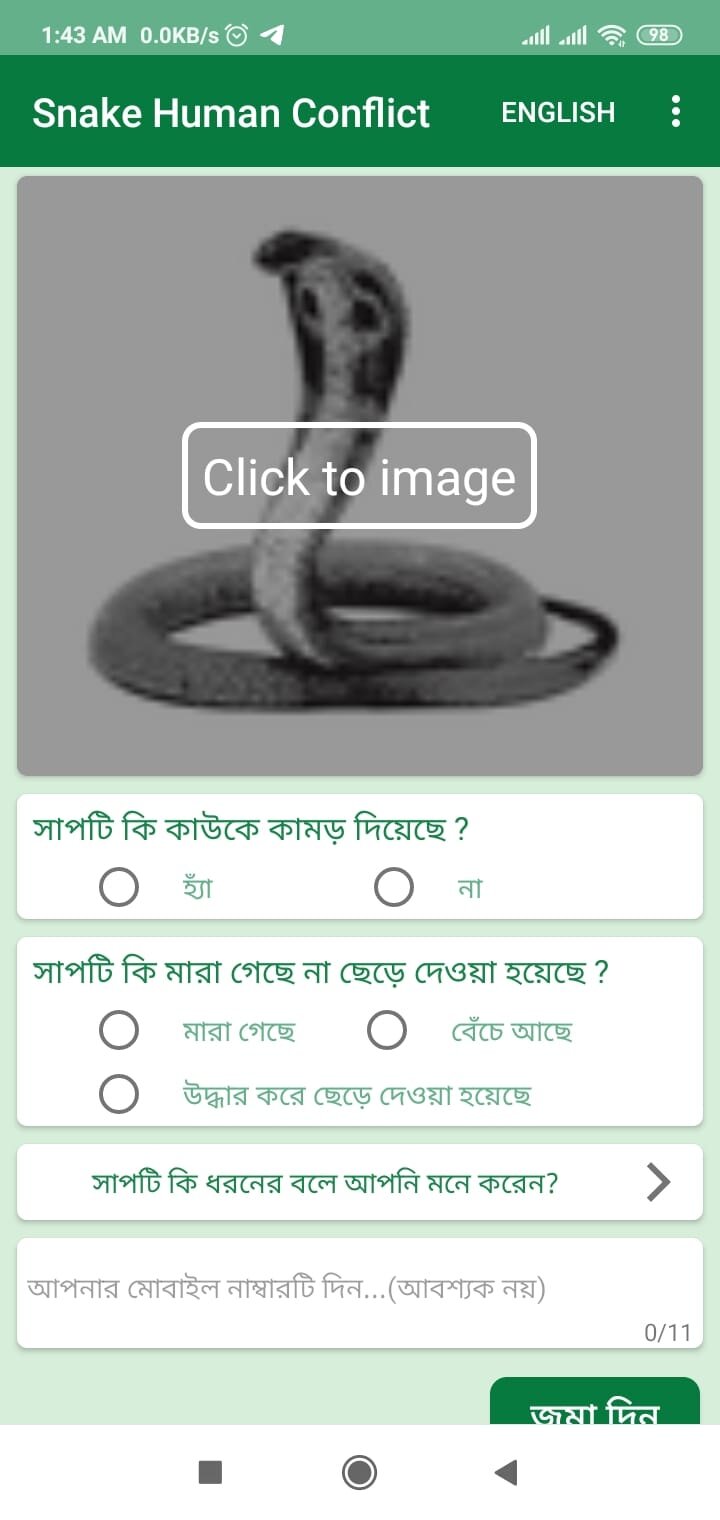 1:43 AM 0.0KB/s 98
Snake Human Conflict ENGLISH
Click to image
সাপটি কি কাউকে কামড় দিয়েছে ?
হ্যাঁ না
সাপটি কি মারা গেছে না ছেড়ে দেওয়া হয়েছে ?
মারা গেছে বেঁচে আছে
উদ্ধার করে ছেড়ে দেওয়া হয়েছে
সাপটি কি ধরনের বলে আপনি মনে করেন?
আপনার মোবাইল নাম্বারটি দিন...(আবশ্যক নয়)
0/11
জমা দিন